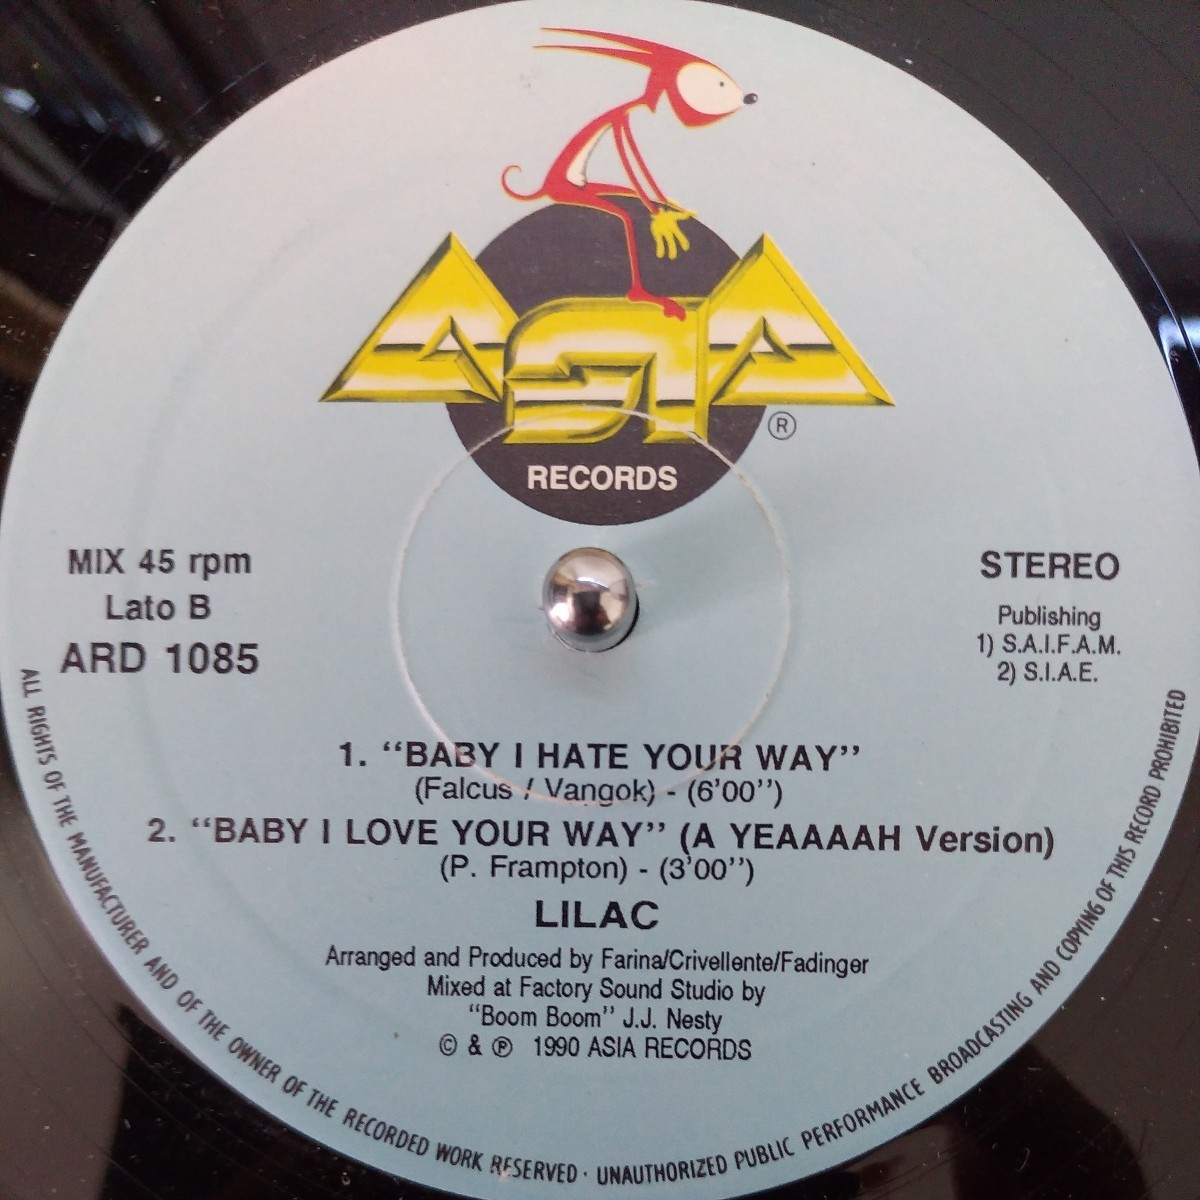 ASIA
®
RECORDS
MIX 45 rpm
Lato B
ARD 1085
STEREO
Publishing
1) S.A.I.F.A.M.
2) S.I.A.E.
1. “BABY I HATE YOUR WAY”
(Falcus / Vangok) - (6'00”)
2. “BABY I LOVE YOUR WAY” (A YEAAAAH Version)
(P. Frampton) - (3'00”)
LILAC
Arranged and Produced by Farina/Crivellente/Fadinger
Mixed at Factory Sound Studio by
“Boom Boom” J.J. Nesty
© & ℗ 1990 ASIA RECORDS
ALL RIGHTS OF THE MANUFACTURER AND OF THE OWNER OF THE RECORDED WORK RESERVED · UNAUTHORIZED PUBLIC PERFORMANCE BROADCASTING AND COPYING OF THIS RECORD PROHIBITED